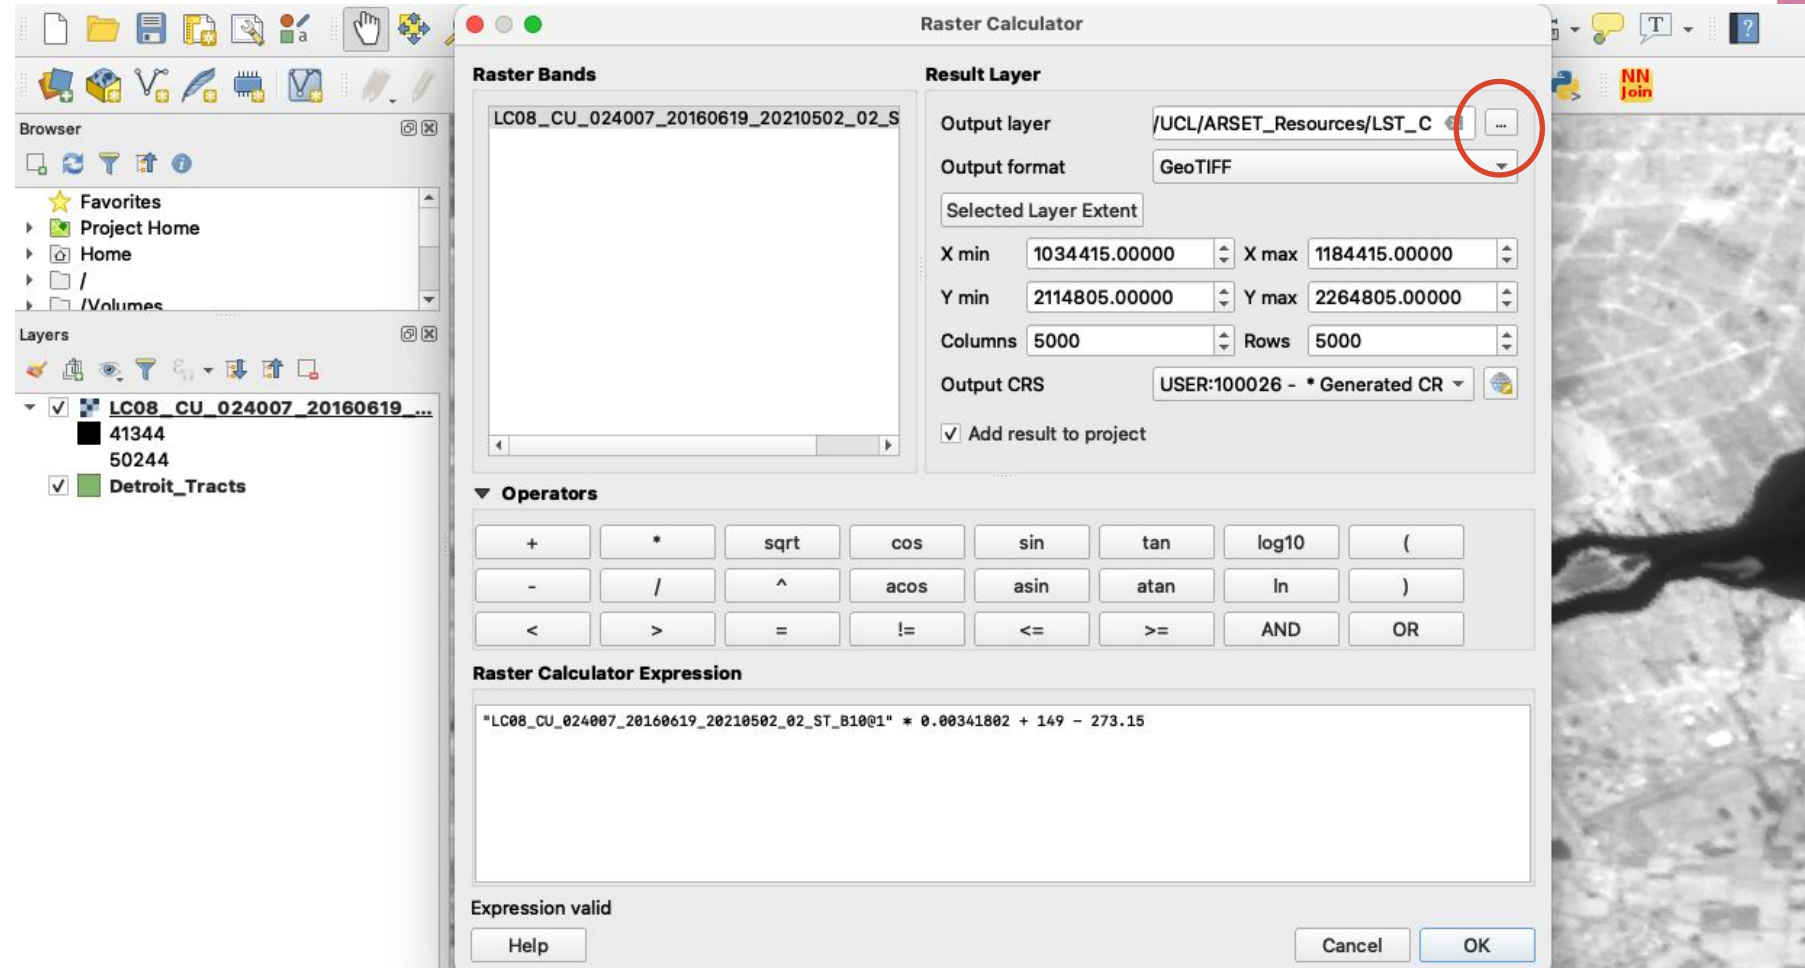 Raster Calculator
a
T
?
NN
Join
Browser
Favorites
Project Home
Home
/
/Volumes
Layers
LC08_CU_024007_20160619_...
41344
50244
Detroit_Tracts
Raster Bands
LC08_CU_024007_20160619_20210502_02_S
Result Layer
Output layer /UCL/ARSET_Resources/LST_C ...
Output format GeoTIFF
Selected Layer Extent
X min 1034415.00000 X max 1184415.00000
Y min 2114805.00000 Y max 2264805.00000
Columns 5000 Rows 5000
Output CRS USER:100026 - * Generated CR
Add result to project
Operators
+ * sqrt cos sin tan log10 (
- / ^ acos asin atan ln )
< > = != <= >= AND OR
Raster Calculator Expression
"LC08_CU_024007_20160619_20210502_02_ST_B10@1" * 0.00341802 + 149 - 273.15
Expression valid
Help Cancel OK